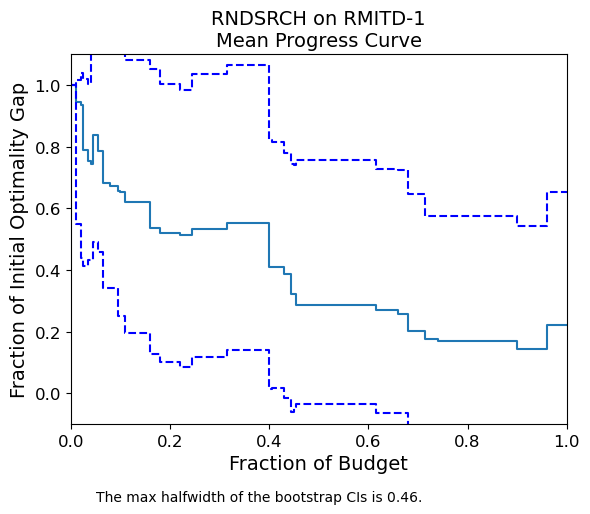 RNDSRCH on RMITD-1
Mean Progress Curve
Fraction of Initial Optimality Gap
1.0
0.8
0.6
0.4
0.2
0.0
0.0 0.2 0.4 0.6 0.8 1.0
Fraction of Budget
The max halfwidth of the bootstrap CIs is 0.46.